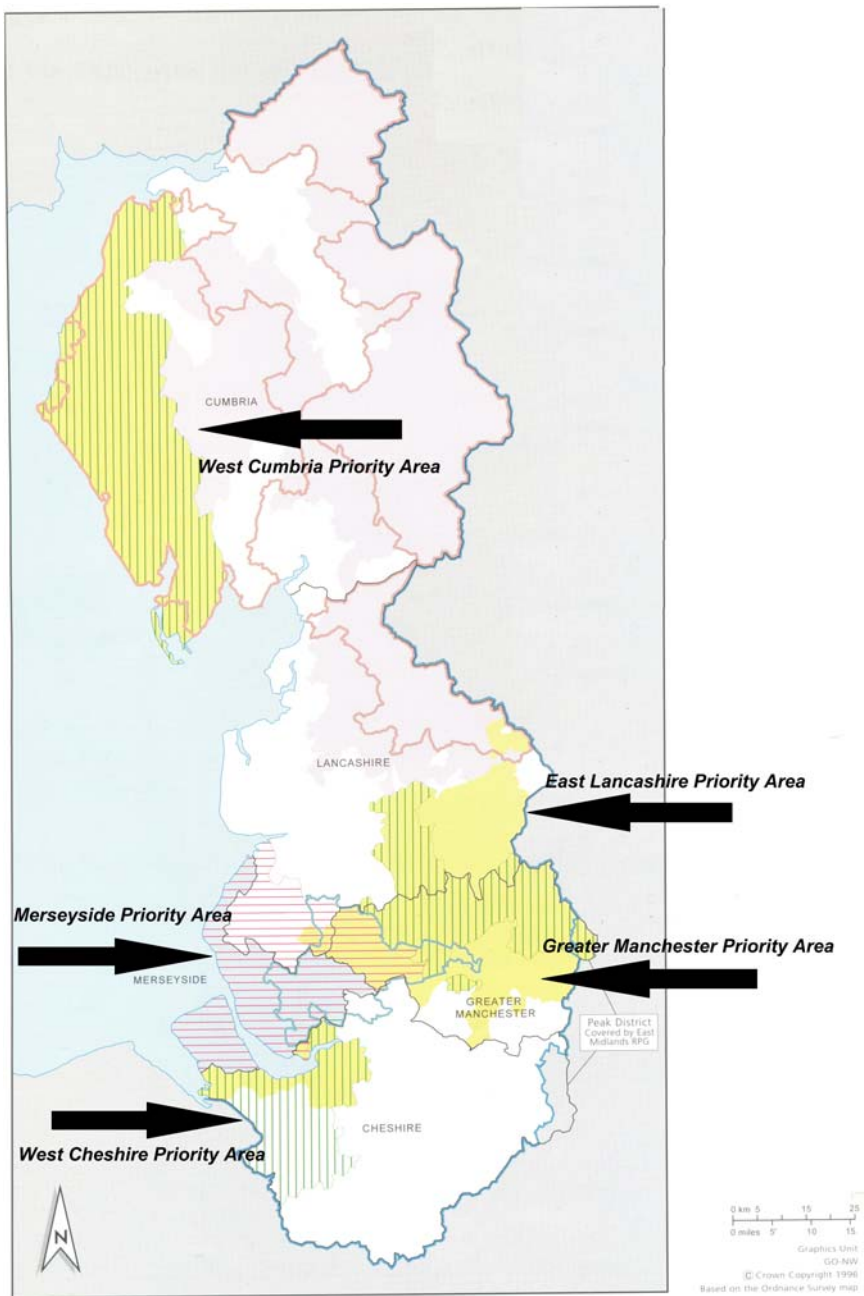 CUMBRIA
West Cumbria Priority Area
LANCASHIRE
East Lancashire Priority Area
Merseyside Priority Area
Greater Manchester Priority Area
MERSEYSIDE
GREATER
MANCHESTER
Peak District
Covered by East
Midlands RPG
CHESHIRE
West Cheshire Priority Area
N
0 km 5 15 25
0 miles 5' 10 15
Graphics Unit
GO-NW
© Crown Copyright 1996
Based on the Ordnance Survey map